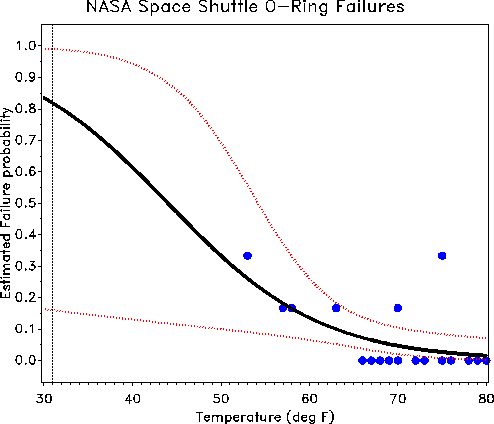 NASA Space Shuttle O-Ring Failures
Estimated Failure probability
1.0
0.9
0.8
0.7
0.6
0.5
0.4
0.3
0.2
0.1
0.0
30 40 50 60 70 80
Temperature (deg F)